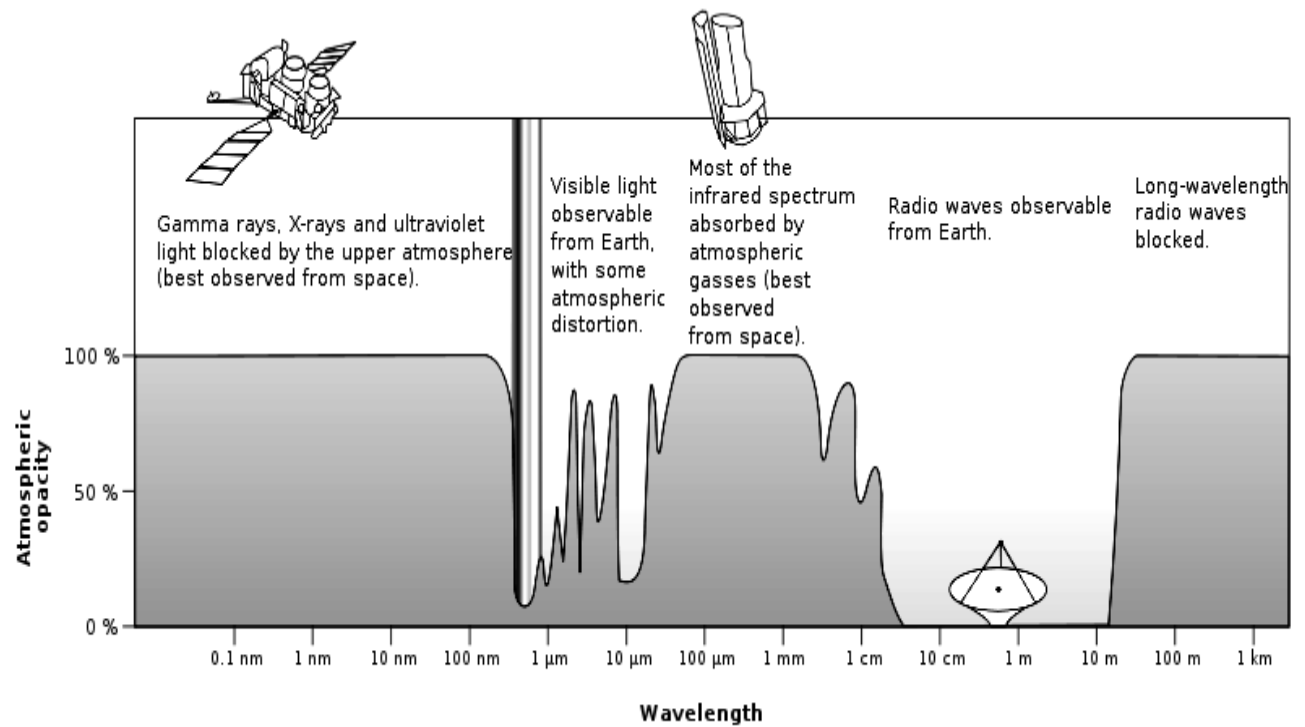 Gamma rays, X-rays and ultraviolet
light blocked by the upper atmosphere
(best observed from space).
Visible light
observable
from Earth,
with some
atmospheric
distortion.
Most of the
infrared spectrum
absorbed by
atmospheric
gasses (best
observed
from space).
Radio waves observable
from Earth.
Long-wavelength
radio waves
blocked.
Atmospheric
opacity
100 %
50 %
0 %
0.1 nm 1 nm 10 nm 100 nm 1 μm 10 μm 100 μm 1 mm 1 cm 10 cm 1 m 10 m 100 m 1 km
Wavelength